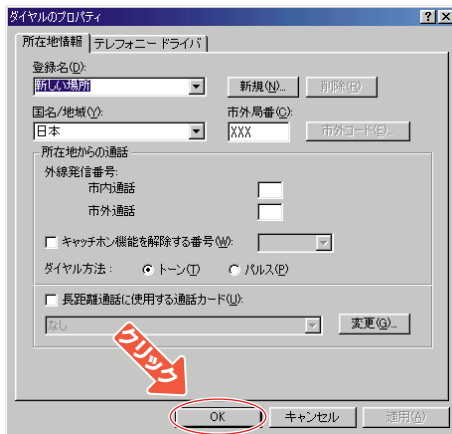 ダイヤルのプロパティ
所在地情報 テレフォニー ドライバ
登録名(D):
新しい場所 新規(N)... 削除(R)
国名/地域(Y): 市外局番(C):
日本 XXX 市外コード(E)...
所在地からの通話
外線発信番号:
市内通話
市外通話
キャッチホン機能を解除する番号(W):
ダイヤル方法: トーン(T) パルス(P)
長距離通話に使用する通話カード(U):
なし 変更(G)...
クリック
OK キャンセル 適用(A)